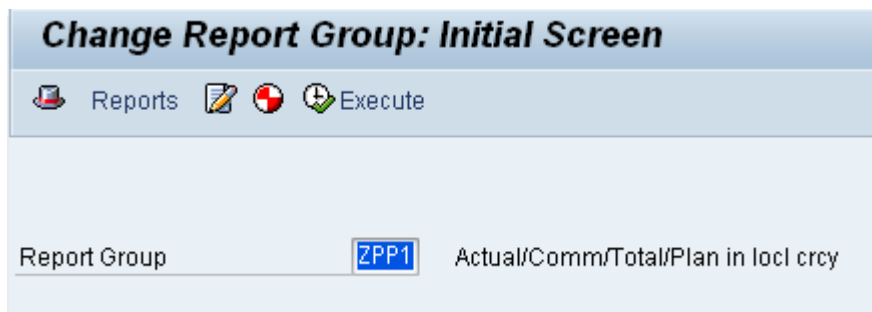 Change Report Group: Initial Screen
Reports Execute
Report Group ZPP1 Actual/Comm/Total/Plan in locl crcy